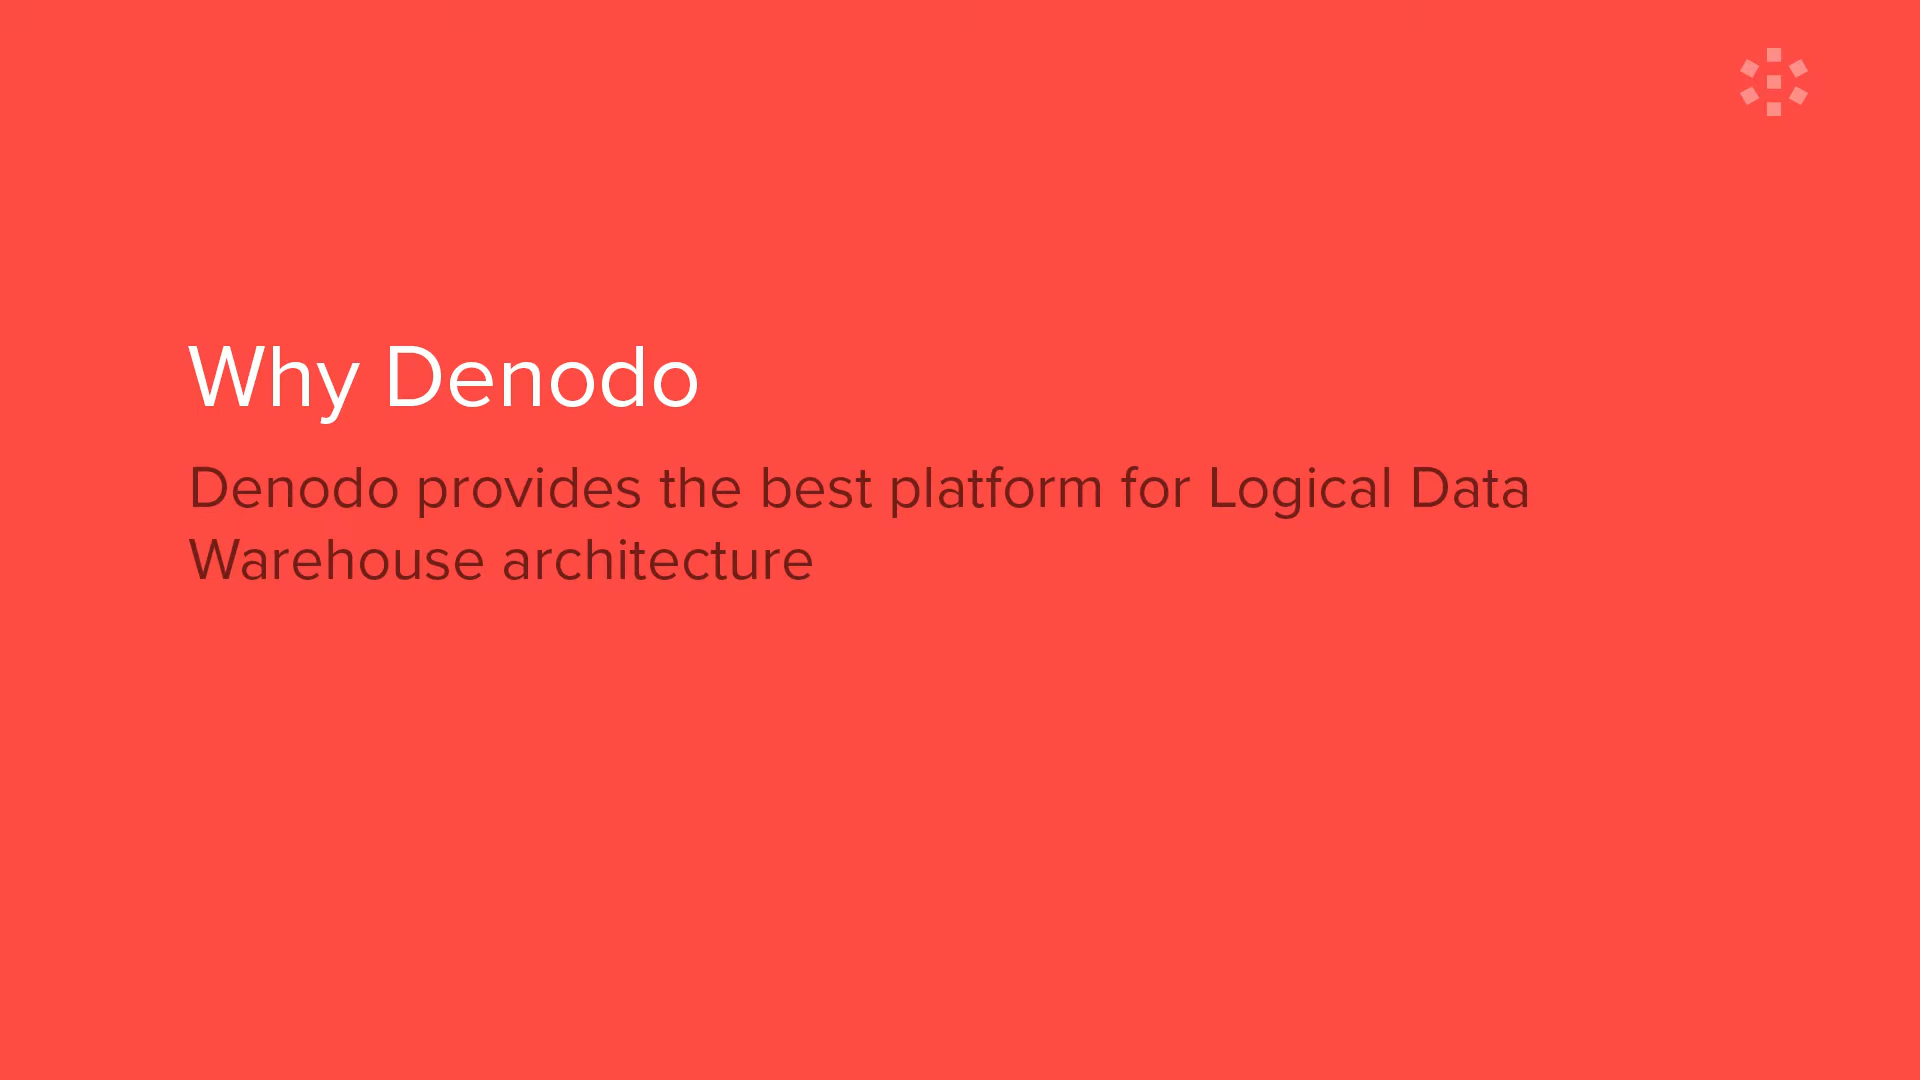 Why Denodo
Denodo provides the best platform for Logical Data
Warehouse architecture